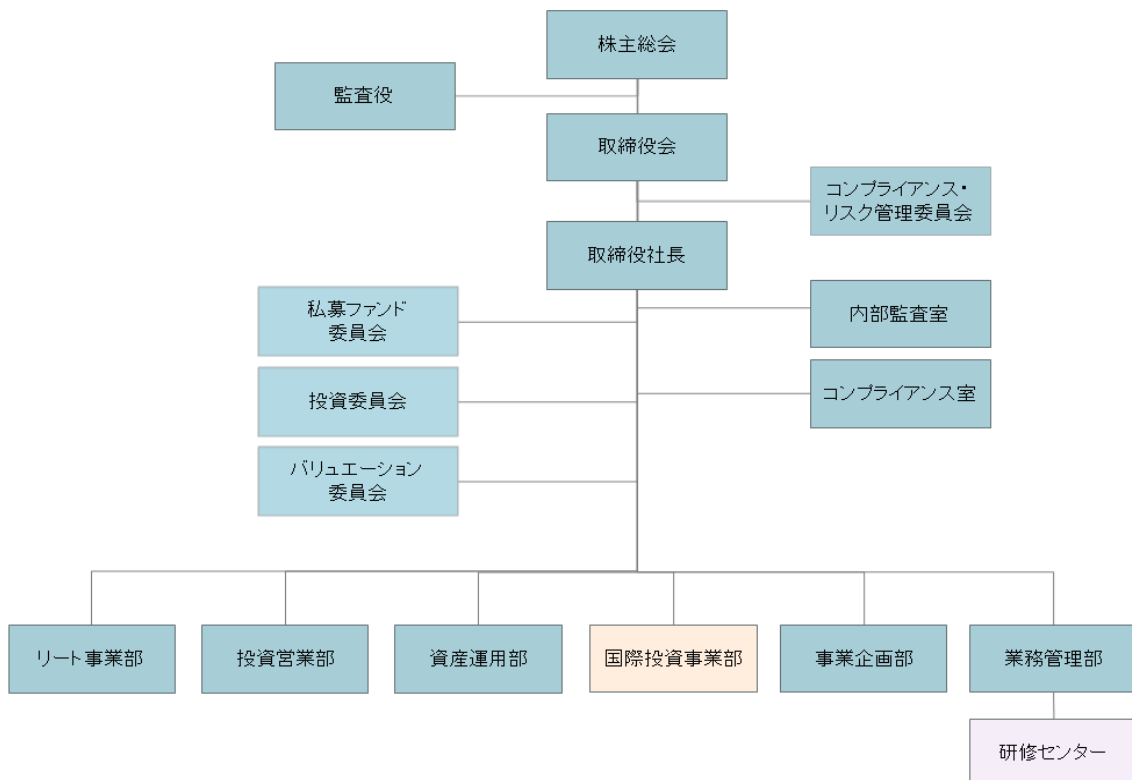 株主総会
監査役
取締役会
コンプライアンス・
リスク管理委員会
取締役社長
私募ファンド
委員会
内部監査室
投資委員会
コンプライアンス室
バリュエーション
委員会
リート事業部
投資営業部
資産運用部
国際投資事業部
事業企画部
業務管理部
研修センター